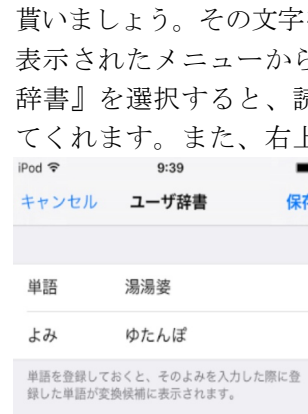 貰いましょう。その文字
表示されたメニューから
辞書』を選択すると、
てくれます。また、右上
iPod 9:39
キャンセル ユーザ辞書 保存
単語 湯湯婆
よみ ゆたんぽ
単語を登録しておくと、そのよみを入力した際に登
録した単語が変換候補に表示されます。